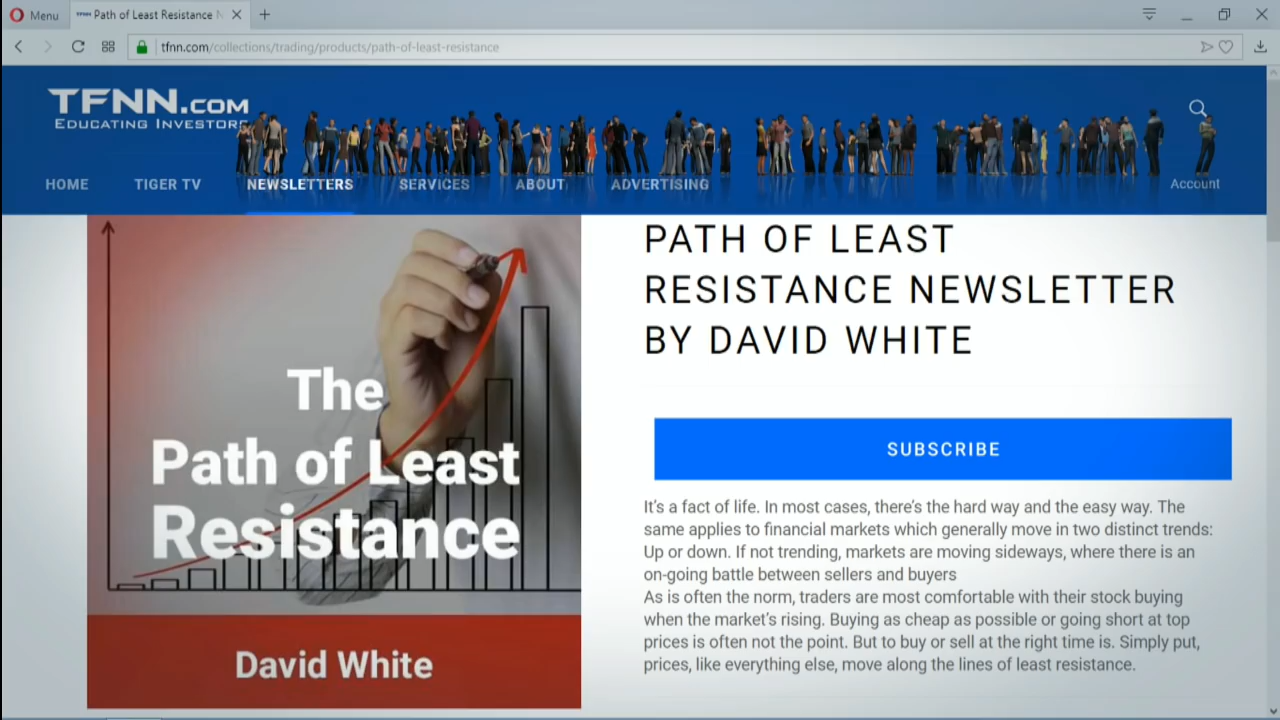 Menu
Path of Least Resistance
tfnn.com/collections/trading/products/path-of-least-resistance
TFNN.COM
EDUCATING INVESTORS
HOME TIGER TV NEWSLETTERS SERVICES ABOUT ADVERTISING Account
The
Path of Least
Resistance
David White
PATH OF LEAST
RESISTANCE NEWSLETTER
BY DAVID WHITE
SUBSCRIBE
It's a fact of life. In most cases, there's the hard way and the easy way. The
same applies to financial markets which generally move in two distinct trends:
Up or down. If not trending, markets are moving sideways, where there is an
on-going battle between sellers and buyers
As is often the norm, traders are most comfortable with their stock buying
when the market's rising. Buying as cheap as possible or going short at top
prices is often not the point. But to buy or sell at the right time is. Simply put,
prices, like everything else, move along the lines of least resistance.